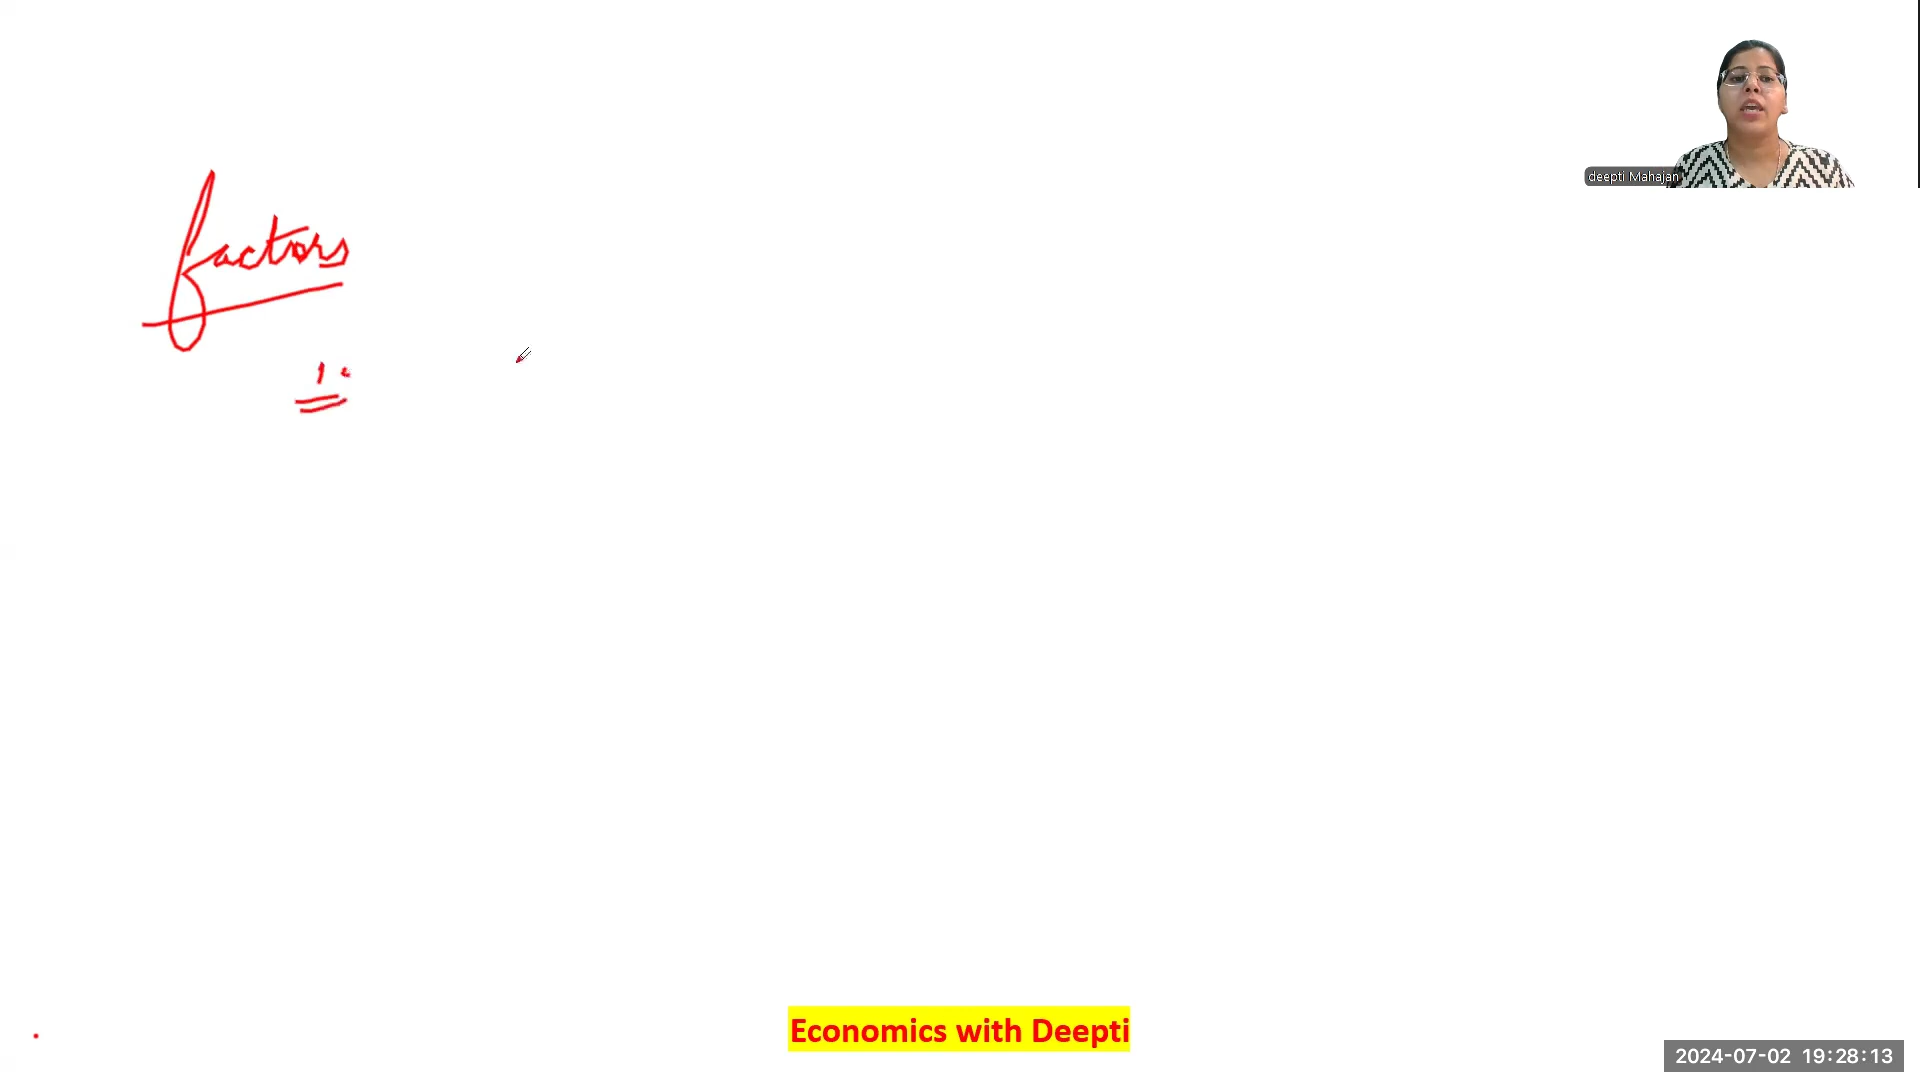 deepti Mahajan
factors
1.
Economics with Deepti
2024-07-02 19:28:13